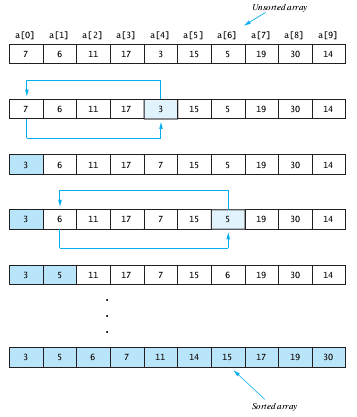 Unsorted array
a[0] a[1] a[2] a[3] a[4] a[5] a[6] a[7] a[8] a[9]
7 6 11 17 3 15 5 19 30 14
7 6 11 17 3 15 5 19 30 14
3 6 11 17 7 15 5 19 30 14
3 6 11 17 7 15 5 19 30 14
3 5 11 17 7 15 6 19 30 14
.
.
.
3 5 6 7 11 14 15 17 19 30
Sorted array